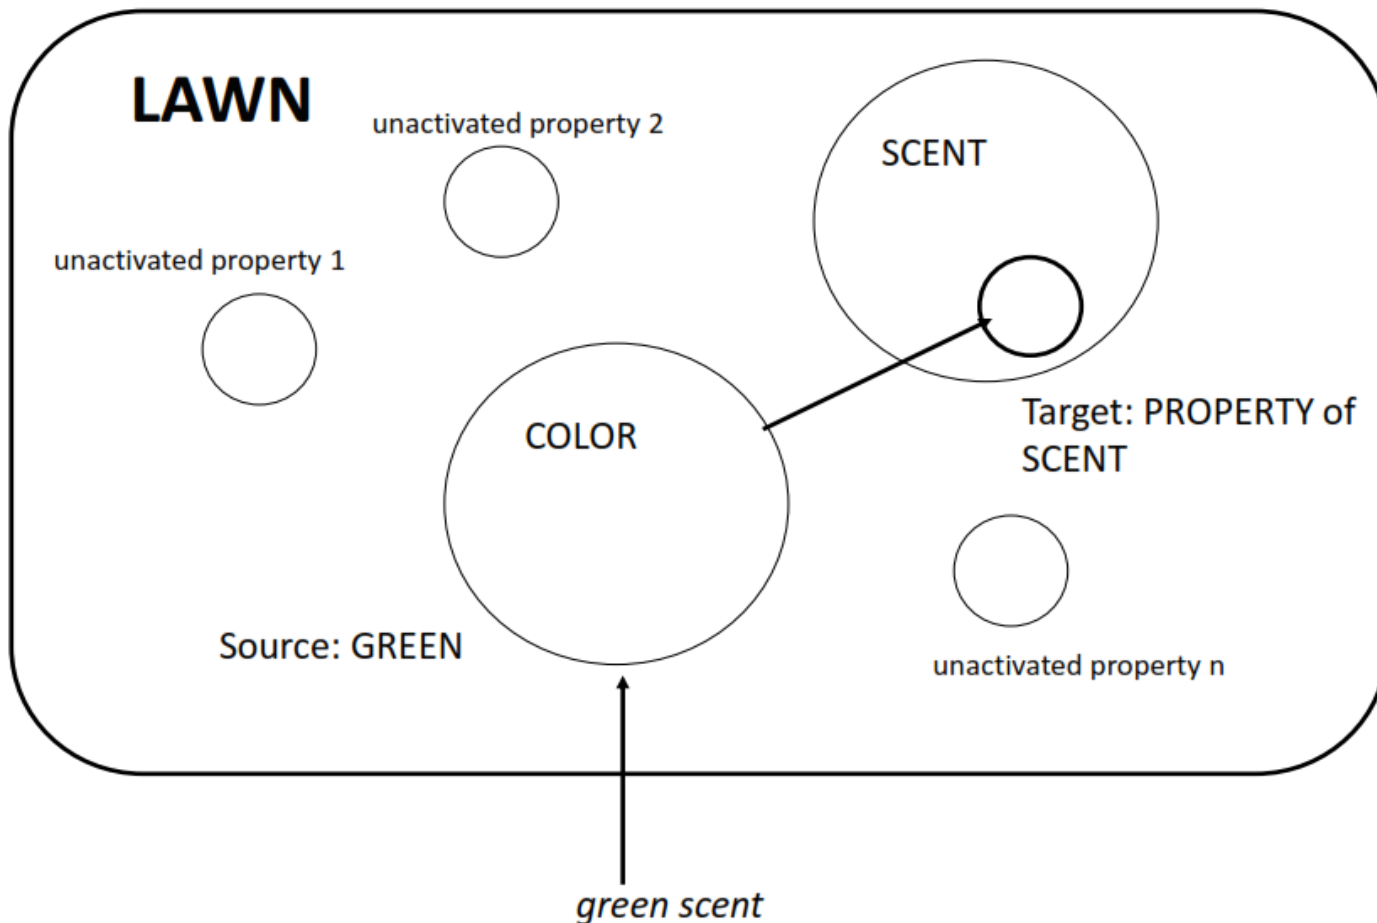 LAWN
unactivated property 2
SCENT
unactivated property 1
COLOR
Target: PROPERTY of
SCENT
Source: GREEN
unactivated property n
green scent